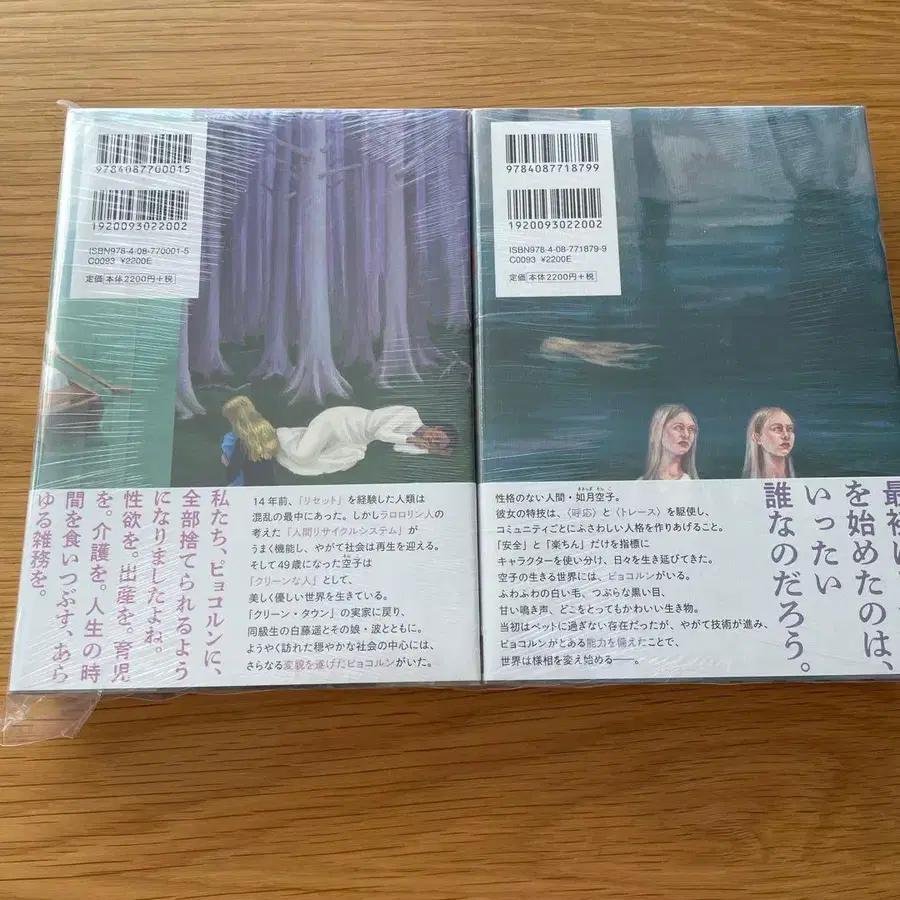 9784087700015
1920093022002
ISBN978-4-08-770001-5
C0093 ¥2200E
定価 本体2200円+税
私たち、ピョコルンに、
全部捨てられるよう
になりましたよね。
性欲を。出産を。育児
を。介護を。人生の時
間を食いつぶす、あら
ゆる雑務を。
14年前、「リセット」を経験した人類は
混乱の最中にあった。しかしラロロリン人の
考えた「人間リサイクルシステム」が
うまく機能し、やがて社会は再生を迎える。
そして49歳になった空子は
「クリーンな人」として、
美しく優しい世界を生きている。
「クリーン・タウン」の実家に戻り、
同級生の白藤遥とその娘・波とともに。
ようやく訪れた穏やかな社会の中心には、
さらなる変貌を遂げたピョコルンがいた。
9784087718799
1920093022002
ISBN978-4-08-771879-9
C0093 ¥2200E
定価 本体2200円+税
性格のない人間・如月空子。
彼女の特技は、〈呼応〉と〈トレース〉を駆使し、
コミュニティごとにふさわしい人格を作りあげること。
「安全」と「楽ちん」だけを指標に
キャラクターを使い分け、日々を生き延びてきた。
空子の生きる世界には、ピョコルンがいる。
ふわふわの白い毛、つぶらな黒い目、
甘い鳴き声、どこをとってもかわいい生き物。
当初はペットに過ぎない存在だったが、やがて技術が進み、
ピョコルンがとある能力を備えたことで、
世界は様相を変え始める――。
最初
を始めたのは、
いったい
誰なのだろう。